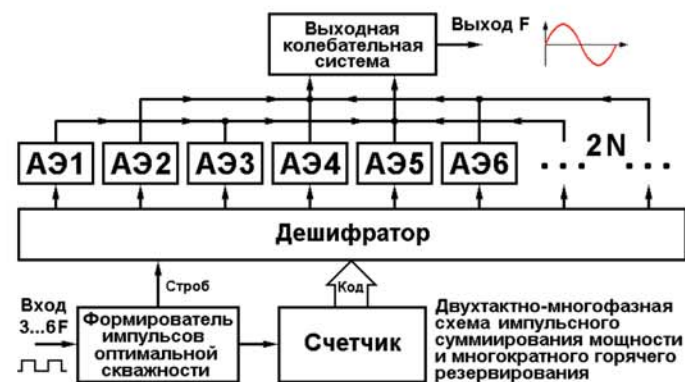 Выходная
колебательная
система
Выход F
АЭ1 АЭ2 АЭ3 АЭ4 АЭ5 АЭ6 ... 2N ...
Дешифратор
Строб
Код
Вход
3...6F
Формирователь
импульсов
оптимальной
скважности
Счетчик
Двухтактно-многофазная
схема импульсного
суммиирования мощности
и многократного горячего
резервирования